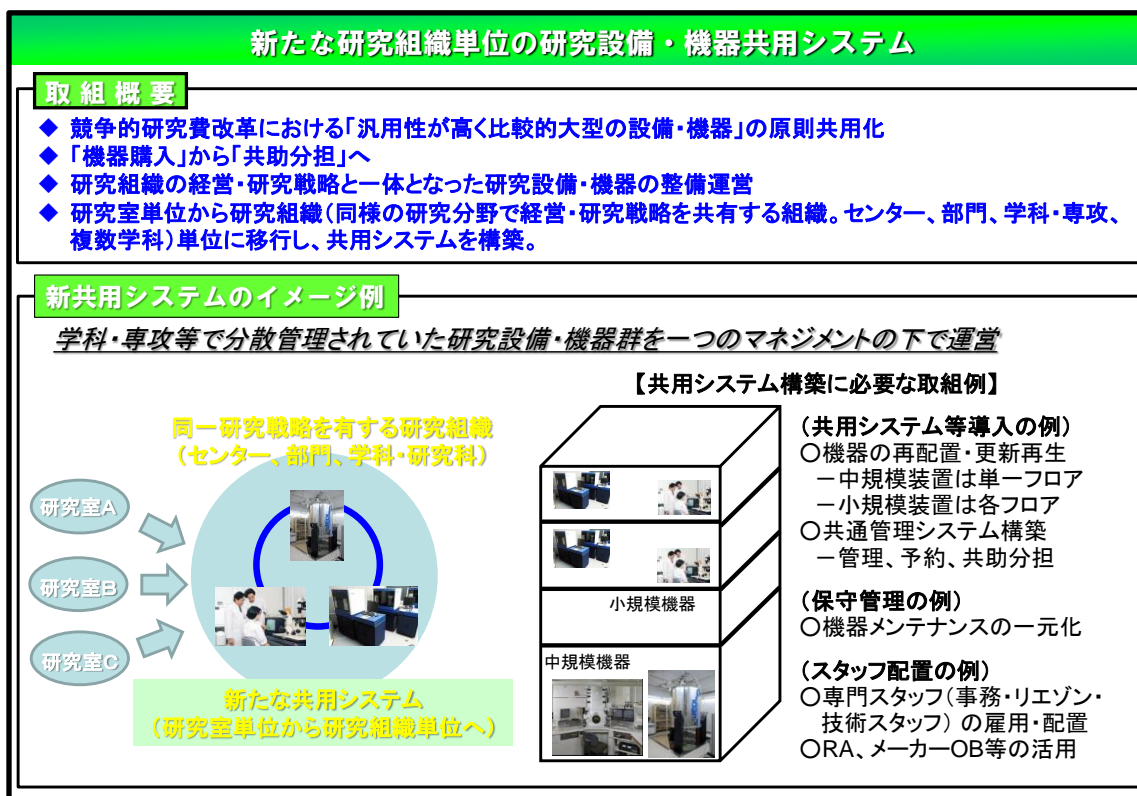 新たな研究組織単位の研究設備・機器共用システム
取組概要
◆ 競争的研究費改革における「汎用性が高く比較的大型の設備・機器」の原則共用化
◆ 「機器購入」から「共助分担」へ
◆ 研究組織の経営・研究戦略と一体となった研究設備・機器の整備運営
◆ 研究室単位から研究組織(同様の研究分野で経営・研究戦略を共有する組織。センター、部門、学科・専攻、
複数学科)単位に移行し、共用システムを構築。
新共用システムのイメージ例
学科・専攻等で分散管理されていた研究設備・機器群を一つのマネジメントの下で運営
同一研究戦略を有する研究組織
(センター、部門、学科・研究科)
研究室A
研究室B
研究室C
新たな共用システム
(研究室単位から研究組織単位へ)
【共用システム構築に必要な取組例】
小規模機器
中規模機器
(共用システム等導入の例)
○機器の再配置・更新再生
-中規模装置は単一フロア
-小規模装置は各フロア
○共通管理システム構築
-管理、予約、共助分担
(保守管理の例)
○機器メンテナンスの一元化
(スタッフ配置の例)
○専門スタッフ(事務・リエゾン・
技術スタッフ) の雇用・配置
○RA、メーカーOB等の活用